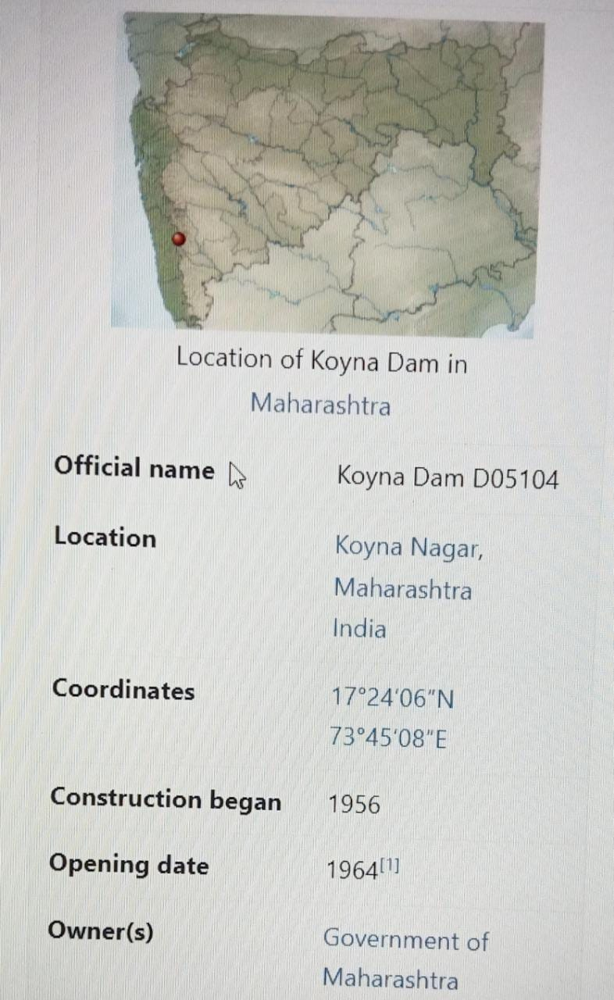 Location of Koyna Dam in
Maharashtra
Official name Koyna Dam D05104
Location Koyna Nagar,
Maharashtra
India
Coordinates 17°24′06″N
73°45′08″E
Construction began 1956
Opening date 1964[1]
Owner(s) Government of
Maharashtra